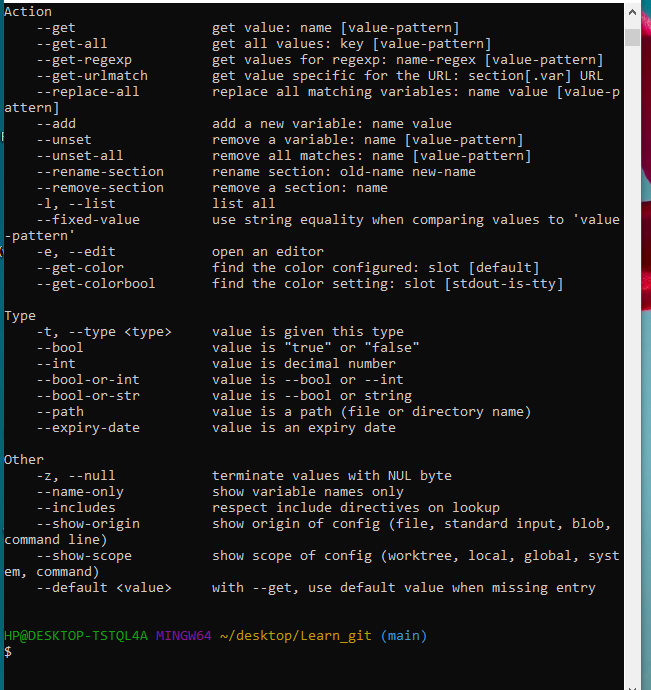 Action
    --get                 get value: name [value-pattern]
    --get-all             get all values: key [value-pattern]
    --get-regexp          get values for regexp: name-regex [value-pattern]
    --get-urlmatch        get value specific for the URL: section[.var] URL
    --replace-all         replace all matching variables: name value [value-p
attern]
    --add                 add a new variable: name value
    --unset               remove a variable: name [value-pattern]
    --unset-all           remove all matches: name [value-pattern]
    --rename-section      rename section: old-name new-name
    --remove-section      remove a section: name
    -l, --list            list all
    --fixed-value         use string equality when comparing values to 'value
-pattern'
    -e, --edit            open an editor
    --get-color           find the color configured: slot [default]
    --get-colorbool       find the color setting: slot [stdout-is-tty]

Type
    -t, --type <type>     value is given this type
    --bool                value is "true" or "false"
    --int                 value is decimal number
    --bool-or-int         value is --bool or --int
    --bool-or-str         value is --bool or string
    --path                value is a path (file or directory name)
    --expiry-date         value is an expiry date

Other
    -z, --null            terminate values with NUL byte
    --name-only           show variable names only
    --includes            respect include directives on lookup
    --show-origin         show origin of config (file, standard input, blob,
command line)
    --show-scope          show scope of config (worktree, local, global, syst
em, command)
    --default <value>     with --get, use default value when missing entry

HP@DESKTOP-TSTQL4A MINGW64 ~/desktop/Learn_git (main)
$